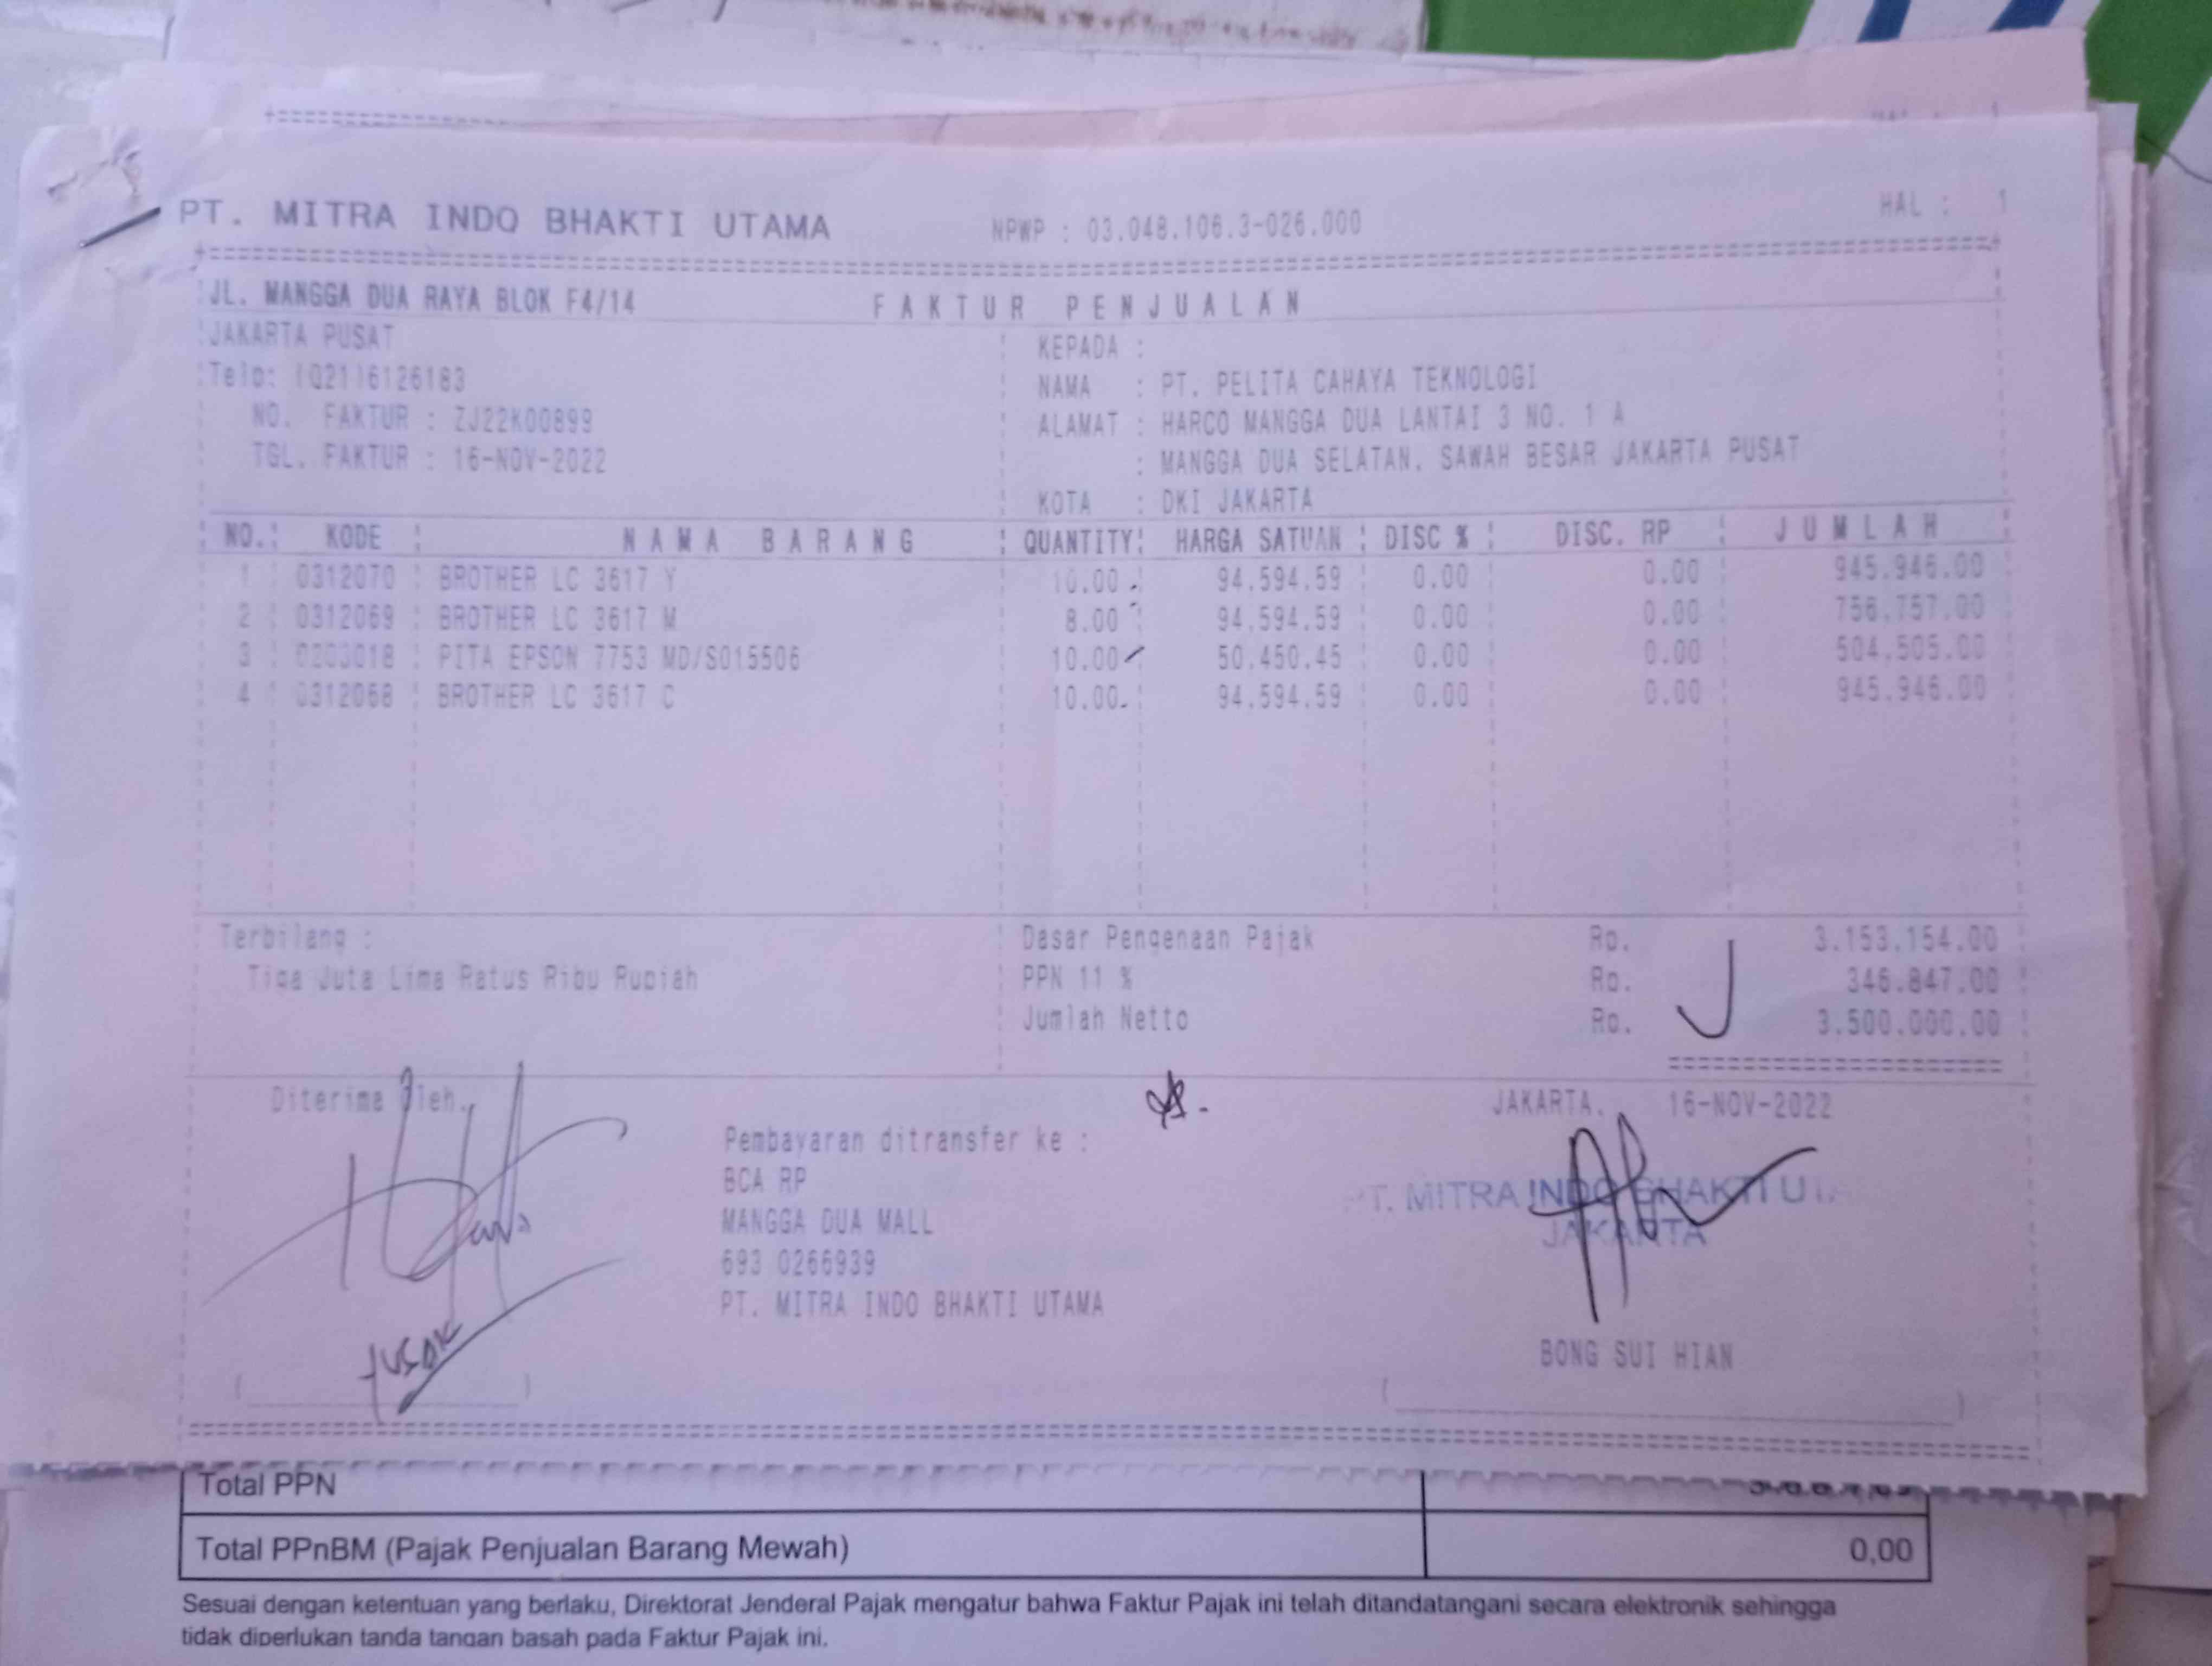 PT. MITRA INDO BHAKTI UTAMA NPWP : 03.048.106.3-026.000 HAL : 1
JL. MANGGA DUA RAYA BLOK F4/14 FAKTUR PENJUALAN
JAKARTA PUSAT
KEPADA :
Telp: (021)6126183
NAMA : PT. PELITA CAHAYA TEKNOLOGI
NO. FAKTUR : ZJ22K00899
ALAMAT : HARCO MANGGA DUA LANTAI 3 NO. 1 A
TGL. FAKTUR : 16-NOV-2022
: MANGGA DUA SELATAN. SAWAH BESAR JAKARTA PUSAT
KOTA : DKI JAKARTA
NO. KODE NAMA BARANG QUANTITY HARGA SATUAN DISC % DISC. RP JUMLAH
1 0312070 BROTHER LC 3617 Y 10.00 94.594.59 0.00 0.00 945.946.00
2 0312069 BROTHER LC 3617 M 8.00 94.594.59 0.00 0.00 756.757.00
3 0203018 PITA EPSON 7753 MD/S015506 10.00 50.450.45 0.00 0.00 504.505.00
4 0312068 BROTHER LC 3617 C 10.00 94.594.59 0.00 0.00 945.946.00
Terbilang : Dasar Pengenaan Pajak Rp. 3.153.154.00
Tiga Juta Lima Ratus Ribu Rupiah PPN 11 % Rp. 346.847.00
Jumlah Netto Rp. 3.500.000.00
Diterima Oleh, JAKARTA, 16-NOV-2022
Pembayaran ditransfer ke :
BCA RP
PT. MITRA INDO BHAKTI
MANGGA DUA MALL
JAKARTA
693 0266939
PT. MITRA INDO BHAKTI UTAMA
BONG SUI HIAN
Total PPN
Total PPnBM (Pajak Penjualan Barang Mewah) 0,00
Sesuai dengan ketentuan yang berlaku, Direktorat Jenderal Pajak mengatur bahwa Faktur Pajak ini telah ditandatangani secara elektronik sehingga
tidak diperlukan tanda tangan basah pada Faktur Pajak ini.